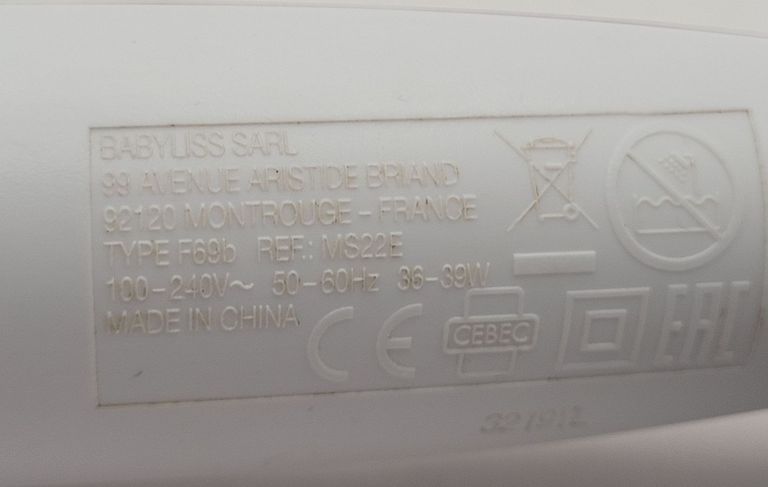 BABYLISS SARL
99 AVENUE ARISTIDE BRIAND
92120 MONTROUGE - FRANCE
TYPE F69b REF.: MS22E
100-240V~ 50-60Hz 36-39W
MADE IN CHINA
CE
CEBEC
EAC